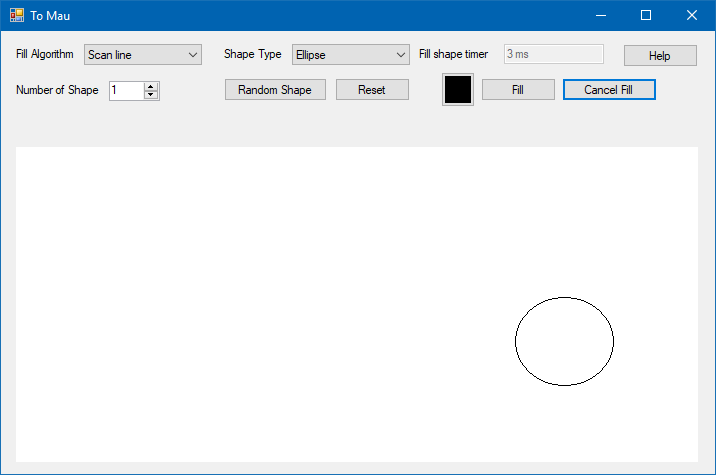 To Mau
Fill Algorithm Scan line Shape Type Ellipse Fill shape timer 3 ms Help
Number of Shape 1 Random Shape Reset Fill Cancel Fill